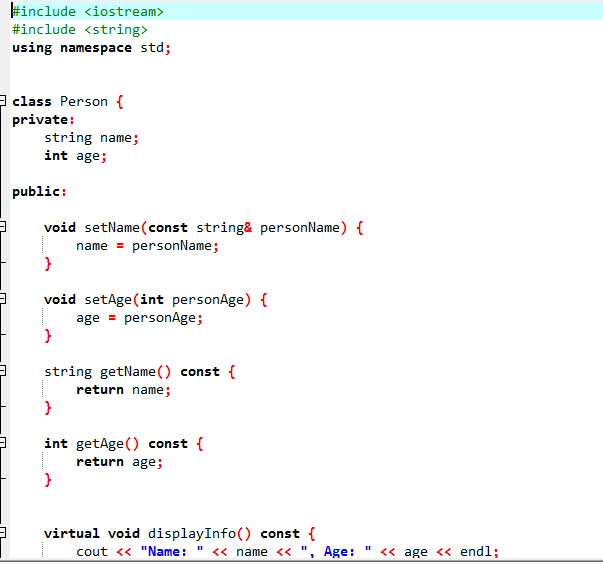 #include <iostream>
#include <string>
using namespace std;
class Person {
private:
    string name;
    int age;
public:
    void setName(const string& personName) {
        name = personName;
    }
    void setAge(int personAge) {
        age = personAge;
    }
    string getName() const {
        return name;
    }
    int getAge() const {
        return age;
    }
    virtual void displayInfo() const {
        cout << "Name: " << name << ", Age: " << age << endl;